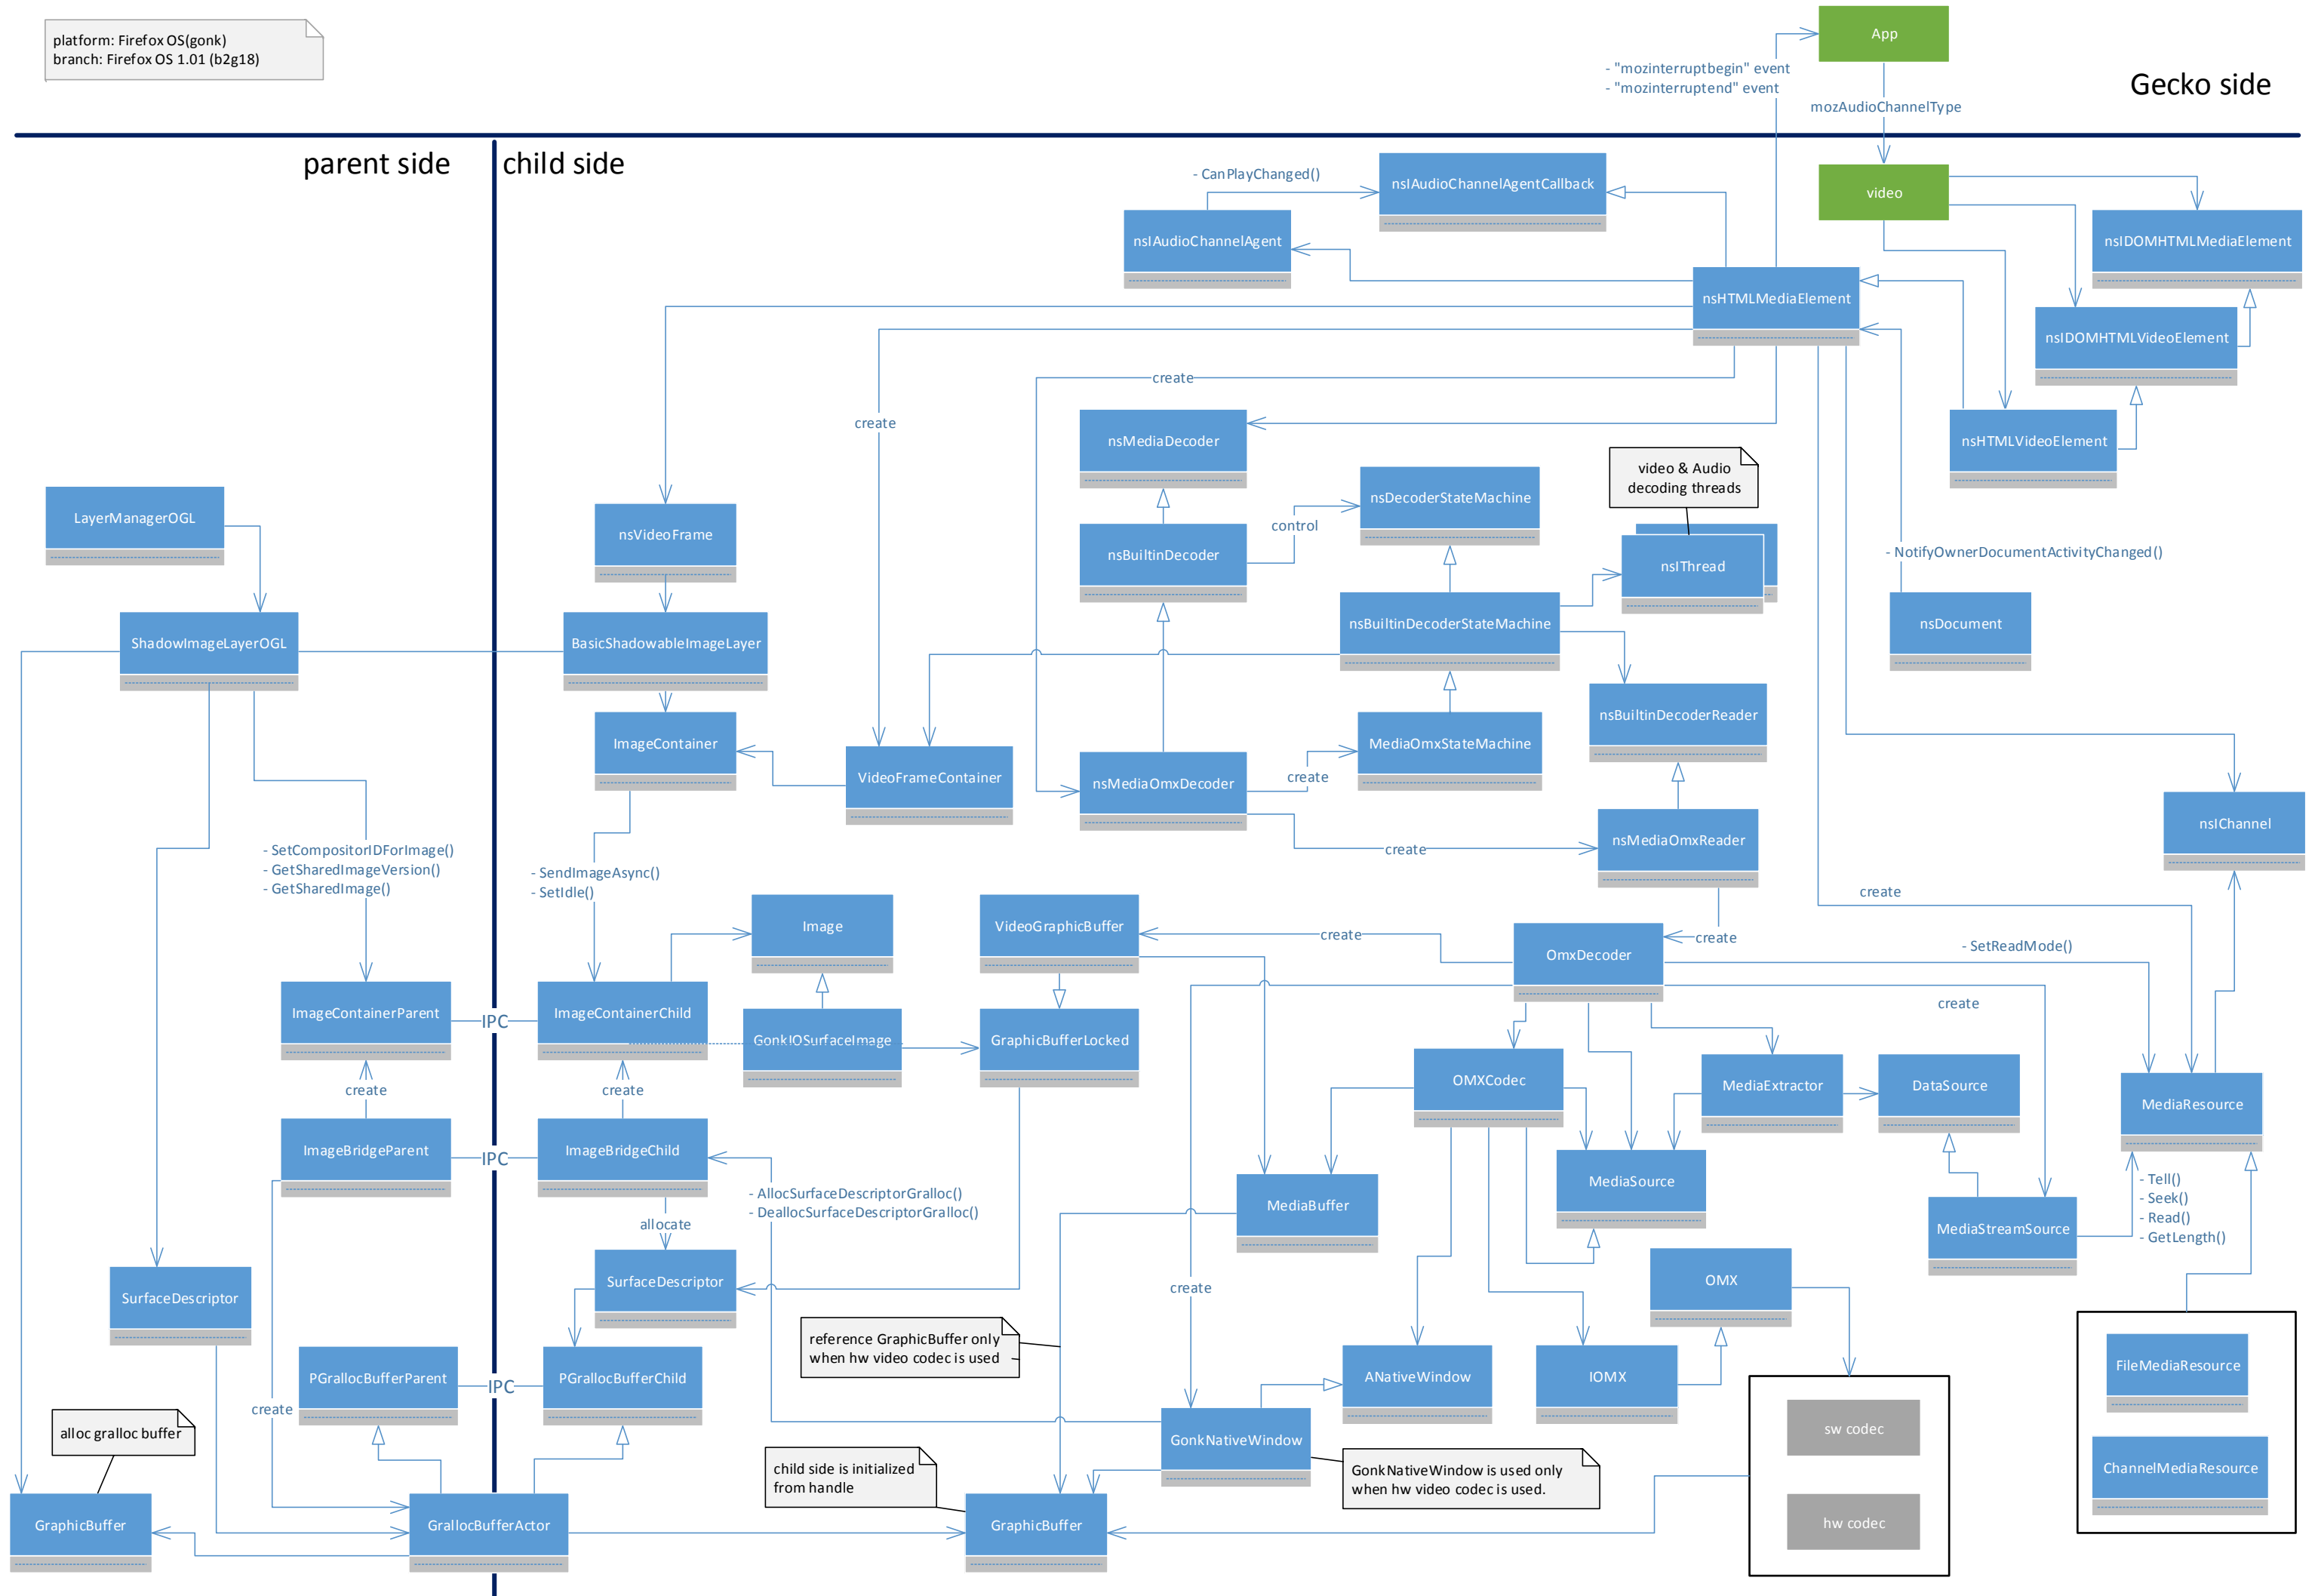 platform: Firefox OS(gonk)
branch: Firefox OS 1.01 (b2g18)
App
- "mozinterruptbegin" event
- "mozinterruptend" event
mozAudioChannelType
Gecko side
parent side
child side
- CanPlayChanged()
nsIAudioChannelAgentCallback
video
nsIAudioChannelAgent
nsIDOMHTMLMediaElement
nsHTMLMediaElement
nsIDOMHTMLVideoElement
create
create
nsMediaDecoder
nsHTMLVideoElement
video & Audio
decoding threads
LayerManagerOGL
nsVideoFrame
nsDecoderStateMachine
control
nsBuiltinDecoder
nsIThread
- NotifyOwnerDocumentActivityChanged()
ShadowImageLayerOGL
BasicShadowableImageLayer
nsBuiltinDecoderStateMachine
nsDocument
nsBuiltinDecoderReader
ImageContainer
MediaOmxStateMachine
VideoFrameContainer
nsMediaOmxDecoder
create
nsIChannel
nsMediaOmxReader
create
- SetCompositorIDForImage()
- GetSharedImageVersion()
- GetSharedImage()
- SendImageAsync()
- SetIdle()
create
Image
VideoGraphicBuffer
create
create
- SetReadMode()
OmxDecoder
create
ImageContainerParent
IPC
ImageContainerChild
GonkIOSurfaceImage
GraphicBufferLocked
OMXCodec
MediaExtractor
DataSource
MediaResource
create
create
ImageBridgeParent
IPC
ImageBridgeChild
- AllocSurfaceDescriptorGralloc()
- DeallocSurfaceDescriptorGralloc()
MediaBuffer
MediaSource
- Tell()
- Seek()
- Read()
- GetLength()
MediaStreamSource
allocate
SurfaceDescriptor
SurfaceDescriptor
create
OMX
reference GraphicBuffer only
when hw video codec is used
FileMediaResource
PGrallocBufferParent
IPC
PGrallocBufferChild
ANativeWindow
IOMX
create
alloc gralloc buffer
sw codec
GonkNativeWindow
child side is initialized
from handle
GonkNativeWindow is used only
when hw video codec is used.
ChannelMediaResource
GraphicBuffer
GrallocBufferActor
GraphicBuffer
hw codec